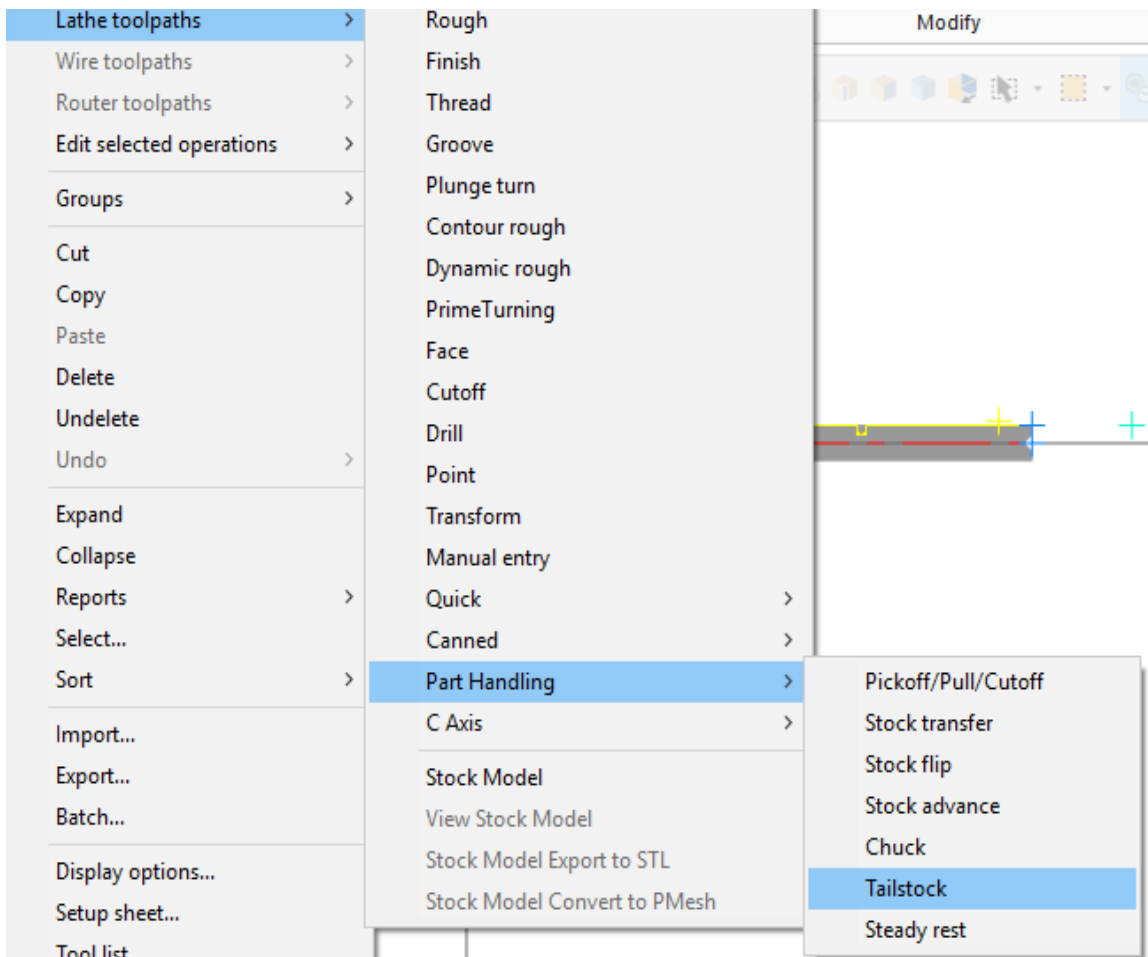 Lathe toolpaths
Wire toolpaths
Router toolpaths
Edit selected operations
Groups
Cut
Copy
Paste
Delete
Undelete
Undo
Expand
Collapse
Reports
Select...
Sort
Import...
Export...
Batch...
Display options...
Setup sheet...
Tool list
Rough
Finish
Thread
Groove
Plunge turn
Contour rough
Dynamic rough
PrimeTurning
Face
Cutoff
Drill
Point
Transform
Manual entry
Quick
Canned
Part Handling
C Axis
Stock Model
View Stock Model
Stock Model Export to STL
Stock Model Convert to PMesh
Modify
Pickoff/Pull/Cutoff
Stock transfer
Stock flip
Stock advance
Chuck
Tailstock
Steady rest